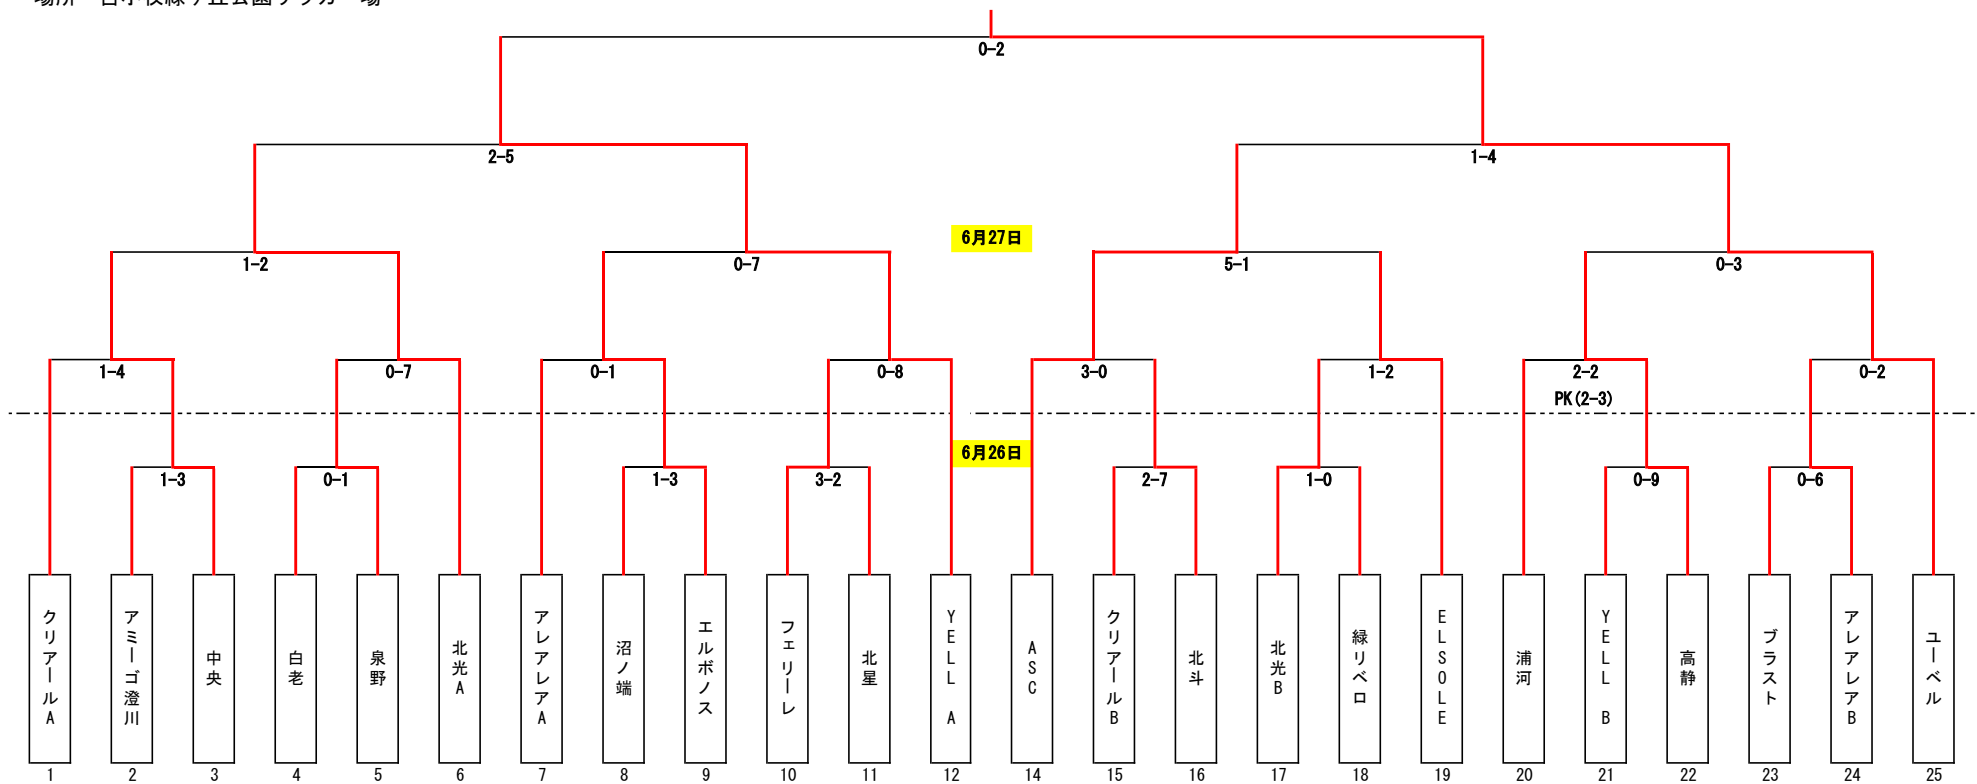 0-2
2-5
1-4
6月27日
1-2
0-7
5-1
0-3
1-4
0-7
0-1
0-8
3-0
1-2
2-2
0-2
PK(2-3)
6月26日
1-3
0-1
1-3
3-2
2-7
1-0
0-9
0-6
クリアールA
アミーゴ澄川
中央
白老
泉野
北光A
アレアレアA
沼ノ端
エルボノス
フェリーレ
北星
YELL A
ASC
クリアールB
北斗
北光B
緑リベロ
ELSOLE
浦河
YELL B
高静
ブラスト
アレアレアB
ユーベル
1 2 3 4 5 6 7 8 9 10 11 12 14 15 16 17 18 19 20 21 22 23 24 25